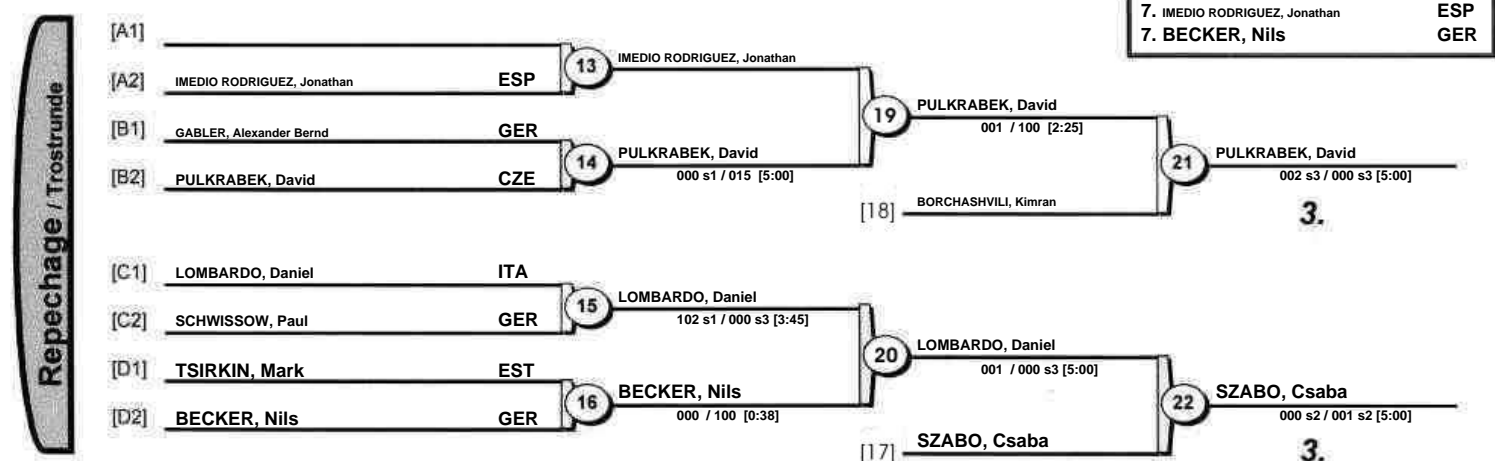 7. IMEDIO RODRIGUEZ, Jonathan ESP
7. BECKER, Nils GER
Repechage / Trostrunde
[A1]
[A2] IMEDIO RODRIGUEZ, Jonathan ESP
13 IMEDIO RODRIGUEZ, Jonathan
[B1] GABLER, Alexander Bernd GER
[B2] PULKRABEK, David CZE
14 PULKRABEK, David
000 s1 / 015 [5:00]
19 PULKRABEK, David
001 / 100 [2:25]
[18] BORCHASHVILI, Kimran
21 PULKRABEK, David
002 s3 / 000 s3 [5:00]
3.
[C1] LOMBARDO, Daniel ITA
[C2] SCHWISSOW, Paul GER
15 LOMBARDO, Daniel
102 s1 / 000 s3 [3:45]
[D1] TSIRKIN, Mark EST
[D2] BECKER, Nils GER
16 BECKER, Nils
000 / 100 [0:38]
20 LOMBARDO, Daniel
001 / 000 s3 [5:00]
[17] SZABO, Csaba
22 SZABO, Csaba
000 s2 / 001 s2 [5:00]
3.